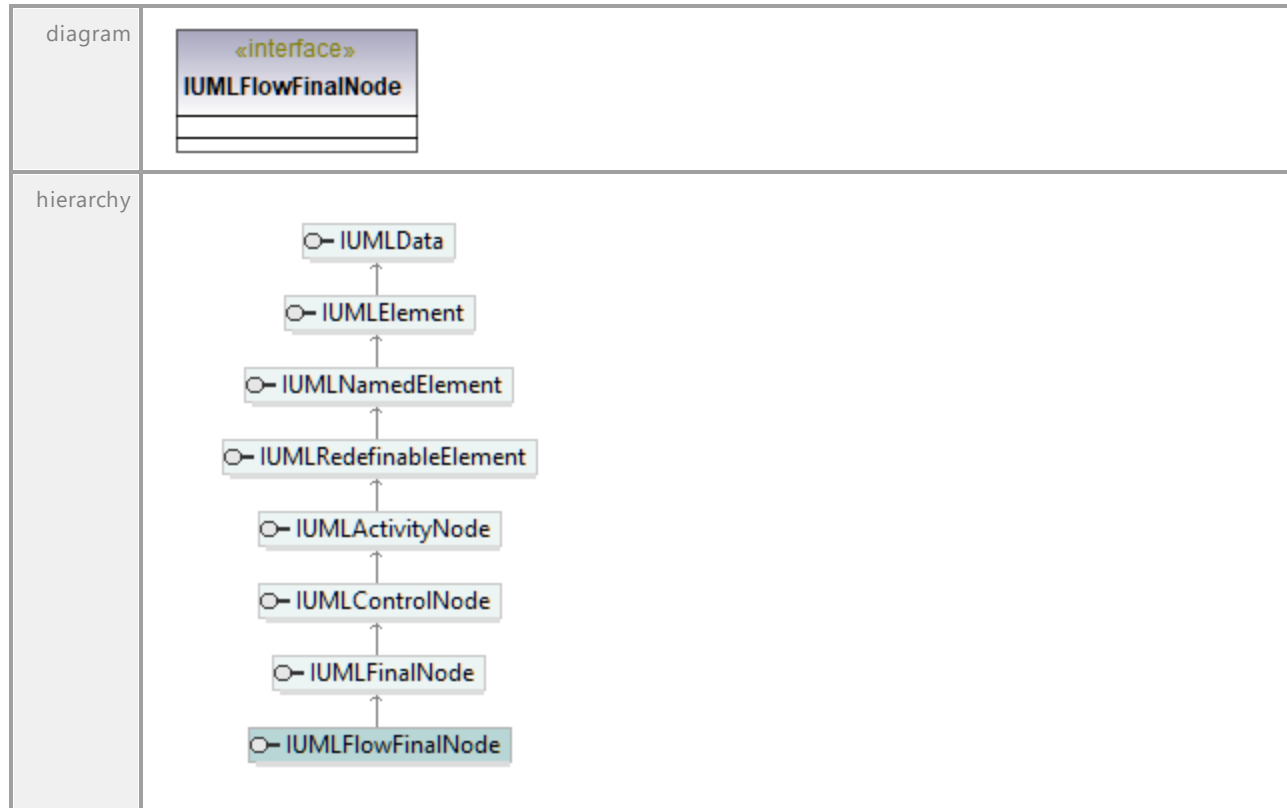 diagram
«interface»
IUMLFlowFinalNode
hierarchy
IUMLData
IUMLElement
IUMLNamedElement
IUMLRedefinableElement
IUMLActivityNode
IUMLControlNode
IUMLFinalNode
IUMLFlowFinalNode